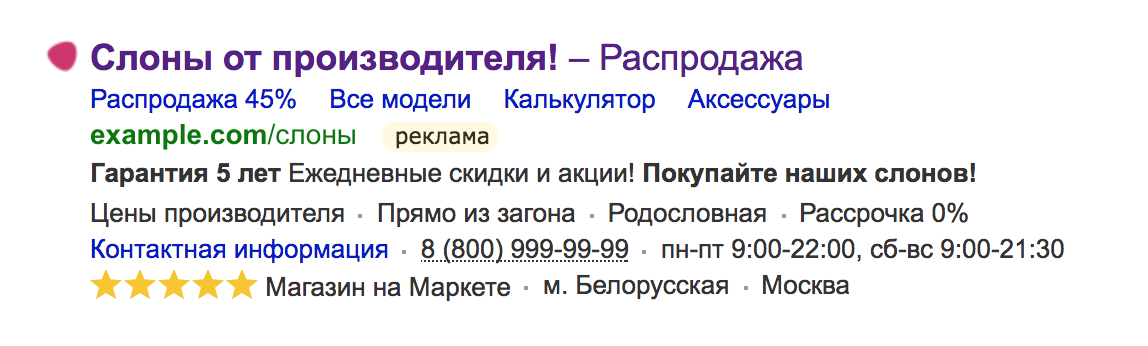 Слоны от производителя! – Распродажа
Распродажа 45% Все модели Калькулятор Аксессуары
example.com/слоны реклама
Гарантия 5 лет Ежедневные скидки и акции! Покупайте наших слонов!
Цены производителя · Прямо из загона · Родословная · Рассрочка 0%
Контактная информация · 8 (800) 999-99-99 · пн-пт 9:00-22:00, сб-вс 9:00-21:30
Магазин на Маркете · м. Белорусская · Москва